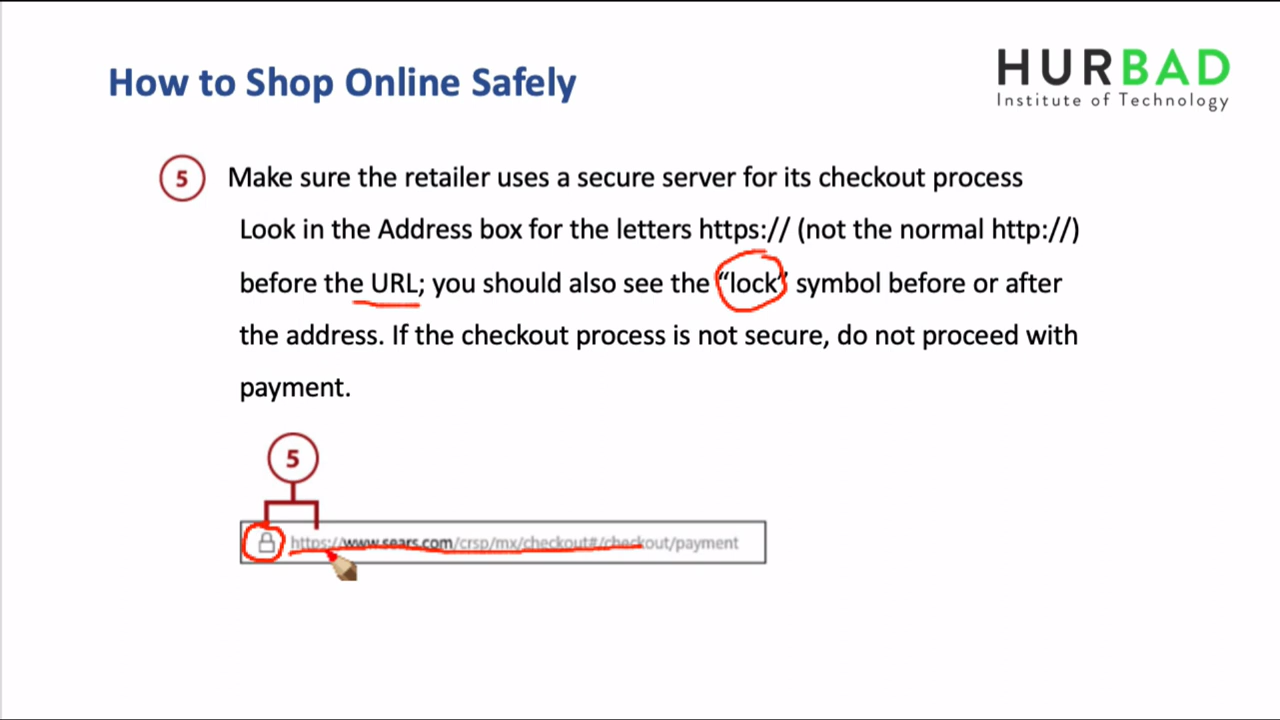 How to Shop Online Safely
HURBAD
Institute of Technology
5 Make sure the retailer uses a secure server for its checkout process
Look in the Address box for the letters https:// (not the normal http://)
before the URL; you should also see the “lock” symbol before or after
the address. If the checkout process is not secure, do not proceed with
payment.
5
https://www.sears.com/crsp/mx/checkout#/checkout/payment